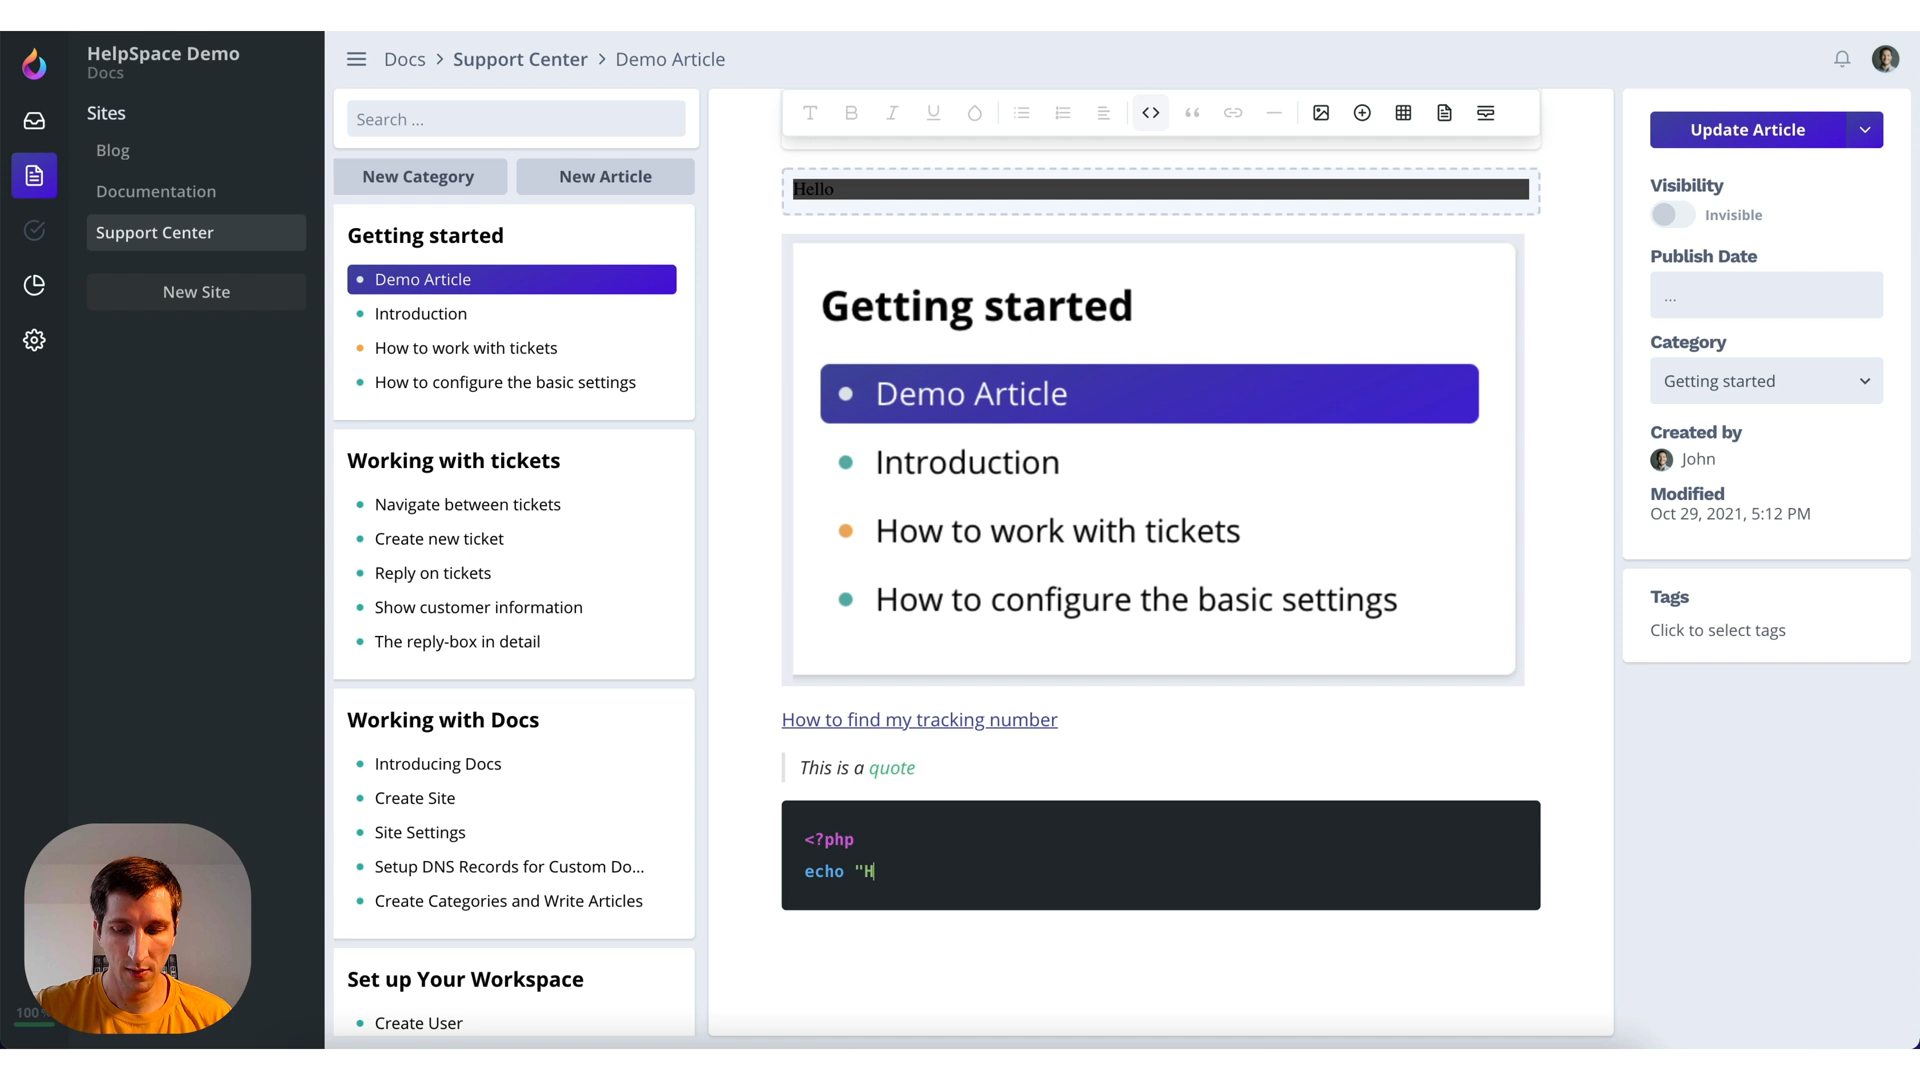 HelpSpace Demo
Docs
Sites
Blog
Documentation
Support Center
New Site
100%
Docs > Support Center > Demo Article
Search ...
New Category
New Article
Getting started
Demo Article
Introduction
How to work with tickets
How to configure the basic settings
Working with tickets
Navigate between tickets
Create new ticket
Reply on tickets
Show customer information
The reply-box in detail
Working with Docs
Introducing Docs
Create Site
Site Settings
Setup DNS Records for Custom Do...
Create Categories and Write Articles
Set up Your Workspace
Create User
Hello
Getting started
Demo Article
Introduction
How to work with tickets
How to configure the basic settings
How to find my tracking number
This is a quote
<?php
echo "H
Update Article
Visibility
Invisible
Publish Date
...
Category
Getting started
Created by
John
Modified
Oct 29, 2021, 5:12 PM
Tags
Click to select tags